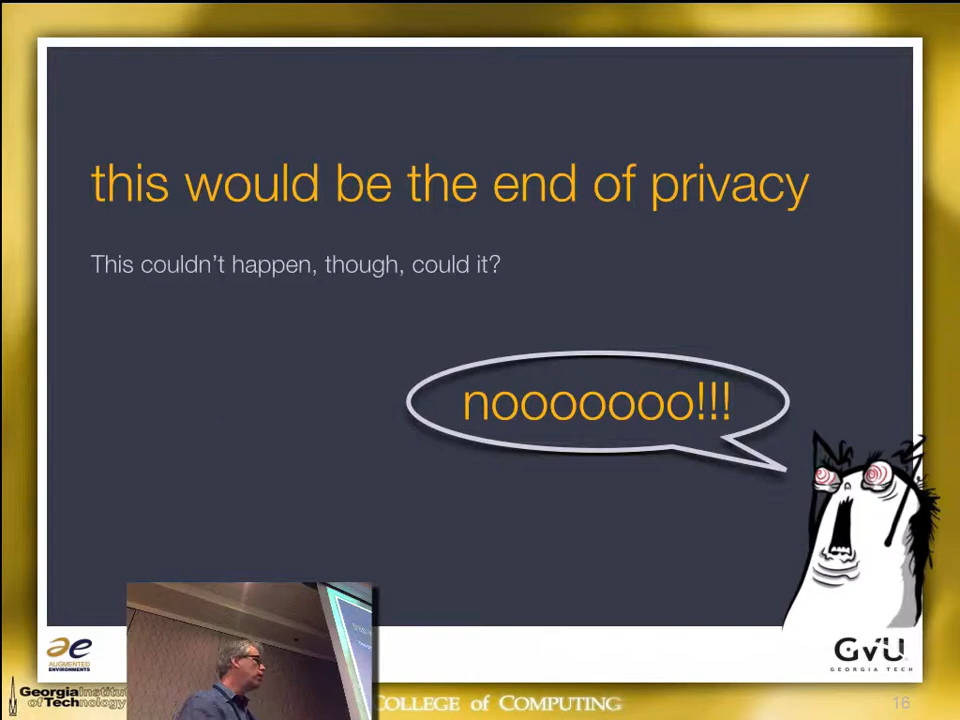 this would be the end of privacy
This couldn’t happen, though, could it?
nooooooo!!!
ae
AUGMENTED
ENVIRONMENTS
GVU
GEORGIA TECH
Georgia Institut
of Technology
COLLEGE of COMPUTING
16